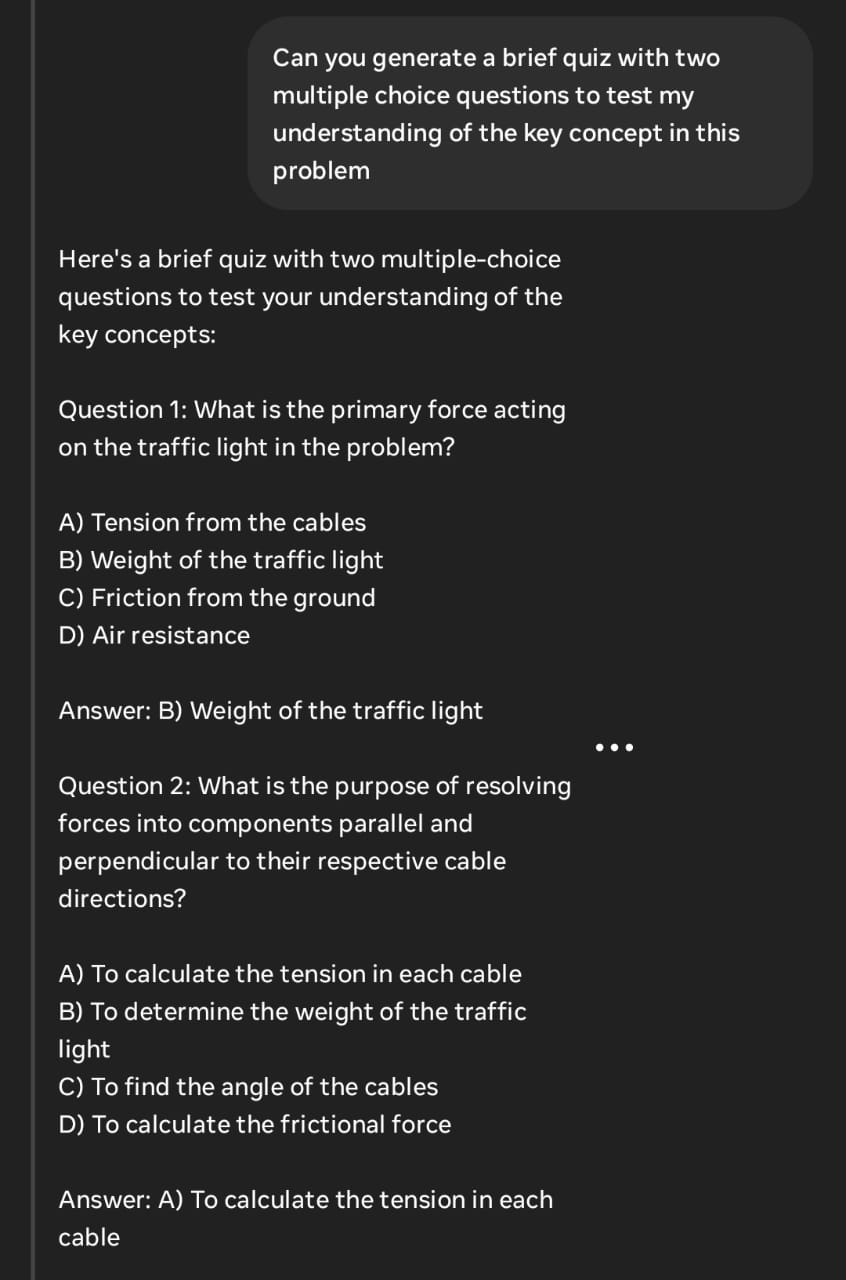 Can you generate a brief quiz with two
multiple choice questions to test my
understanding of the key concept in this
problem
Here's a brief quiz with two multiple-choice
questions to test your understanding of the
key concepts:
Question 1: What is the primary force acting
on the traffic light in the problem?
A) Tension from the cables
B) Weight of the traffic light
C) Friction from the ground
D) Air resistance
Answer: B) Weight of the traffic light
Question 2: What is the purpose of resolving
forces into components parallel and
perpendicular to their respective cable
directions?
A) To calculate the tension in each cable
B) To determine the weight of the traffic
light
C) To find the angle of the cables
D) To calculate the frictional force
Answer: A) To calculate the tension in each
cable